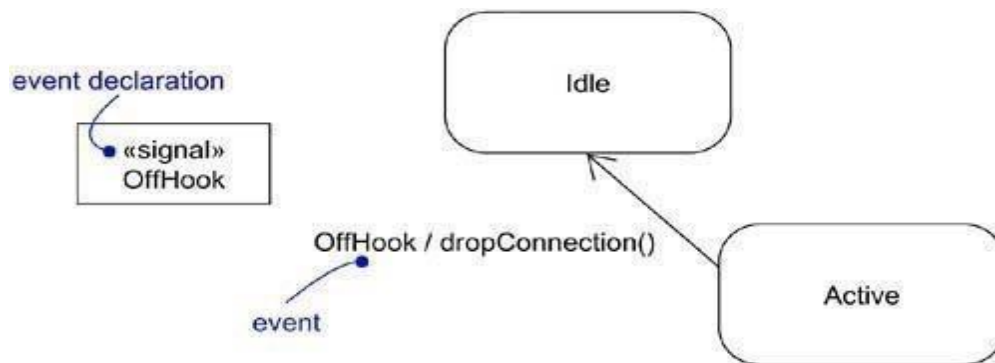 Idle
event declaration
«signal»
OffHook
OffHook / dropConnection()
Active
event